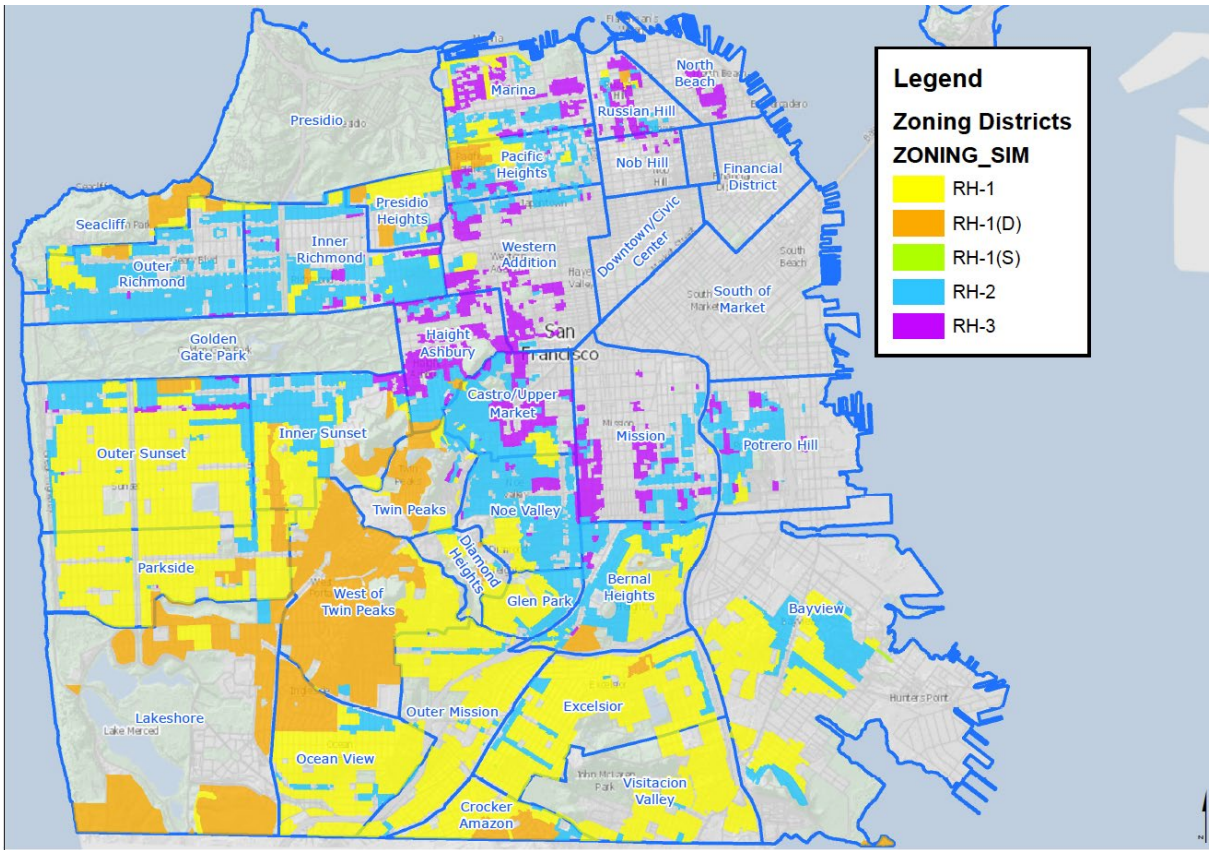 Legend
Zoning Districts
ZONING_SIM
RH-1
RH-1(D)
RH-1(S)
RH-2
RH-3
Marina
North
Beach
Russian Hill
Presidio
Pacific
Heights
Nob Hill
Financial
District
Seacliff
Presidio
Heights
Inner
Richmond
Outer
Richmond
Western
Addition
Downtown/Civic
Center
South
Beach
South of
Market
Golden
Gate Park
Haight
Ashbury
San
Francisco
Castro/Upper
Market
Mission
Mission
Potrero Hill
Outer Sunset
Sunset
Inner Sunset
Twin Peaks
Noe Valley
Diamond
Heights
Parkside
West of
Twin Peaks
Glen Park
Bernal
Heights
Bayview
Hunters Point
Lakeshore
Lake Merced
Outer Mission
Excelsior
Ocean View
John McLaren
Park
Visitacion
Valley
Crocker
Amazon